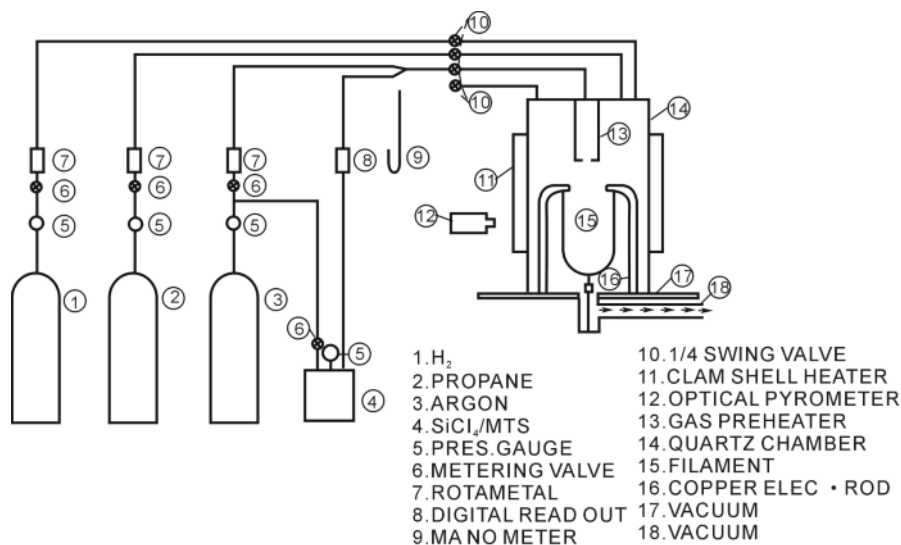 ⑩
⑭
⑬
⑦ ⑦ ⑦ ⑧ ⑨
⑩
⑥ ⑥ ⑥
⑪
⑤ ⑤ ⑤
⑫
⑮
① ② ③
⑯ ⑰
⑱
⑥ ⑤
④
1.H₂
2.PROPANE
3.ARGON
4.SiCl₄/MTS
5.PRES.GAUGE
6.METERING VALVE
7.ROTAMETAL
8.DIGITAL READ OUT
9.MA NO METER
10.1/4 SWING VALVE
11.CLAM SHELL HEATER
12.OPTICAL PYROMETER
13.GAS PREHEATER
14.QUARTZ CHAMBER
15.FILAMENT
16.COPPER ELEC · ROD
17.VACUUM
18.VACUUM